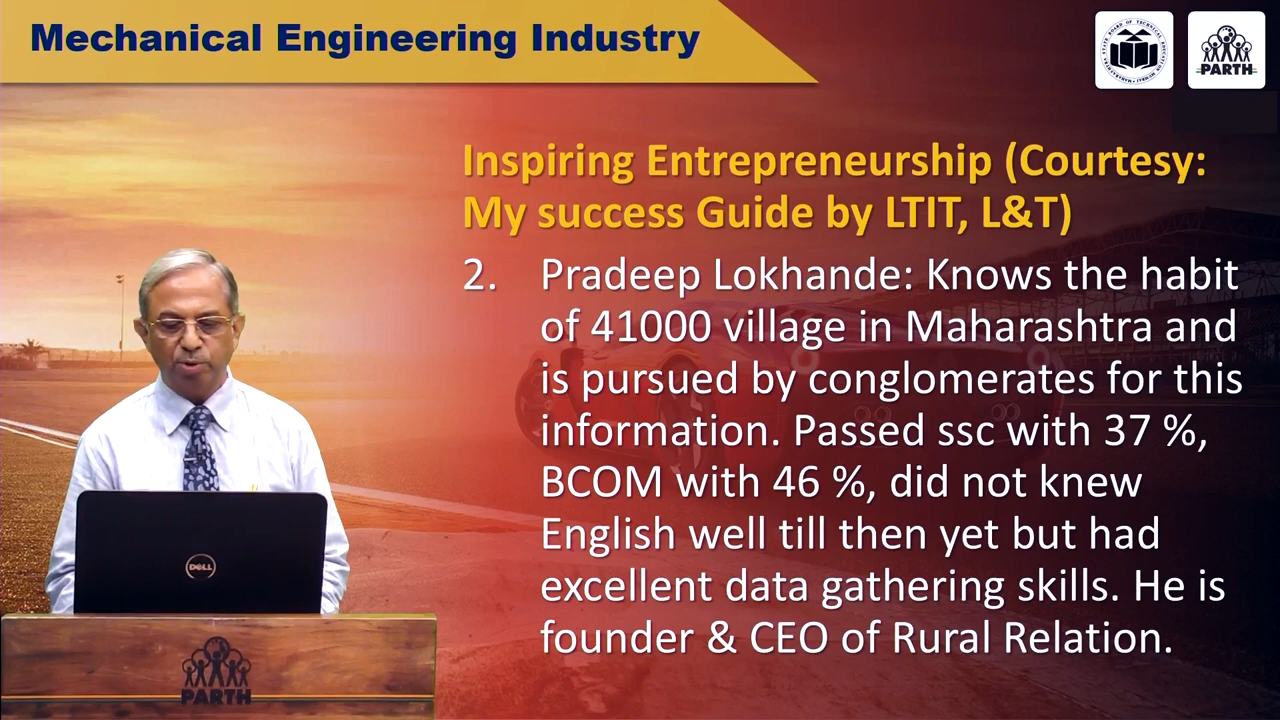 Mechanical Engineering Industry
PARTH
Inspiring Entrepreneurship (Courtesy:
My success Guide by LTIT, L&T)
2. Pradeep Lokhande: Knows the habit
of 41000 village in Maharashtra and
is pursued by conglomerates for this
information. Passed ssc with 37 %,
BCOM with 46 %, did not knew
English well till then yet but had
excellent data gathering skills. He is
founder & CEO of Rural Relation.
DELL
PARTH